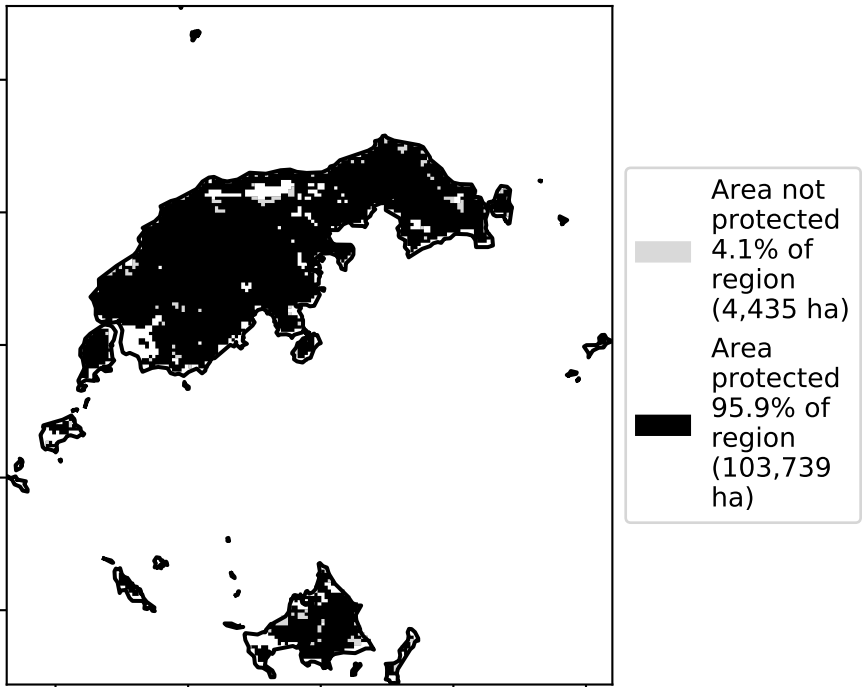 Area not
protected
4.1% of
region
(4,435 ha)
Area
protected
95.9% of
region
(103,739
ha)